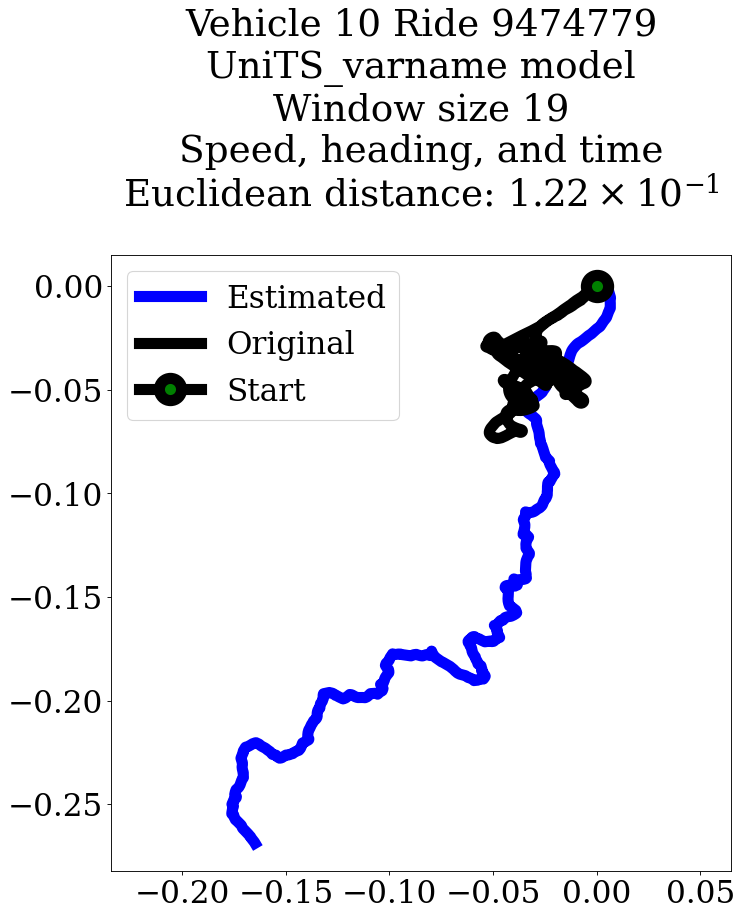 Vehicle 10 Ride 9474779
UniTS_varname model
Window size 19
Speed, heading, and time
Euclidean distance: 1.22 × 10⁻¹
Estimated
Original
Start
0.00
−0.05
−0.10
−0.15
−0.20
−0.25
−0.20 −0.15 −0.10 −0.05 0.00 0.05